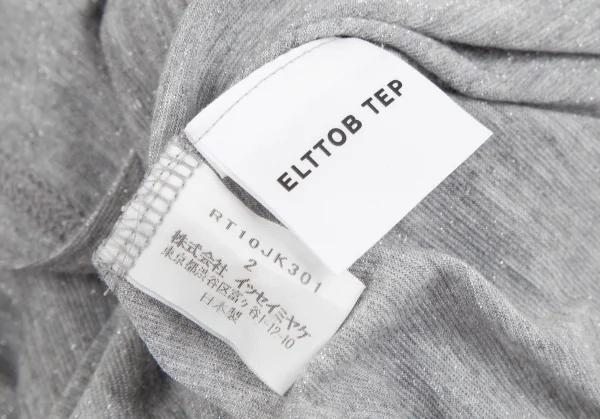 ELTTOB TEP
RT10JK301
2
株式会社 イッセイミヤケ
東京都渋谷区富ヶ谷1-12-10
日本製